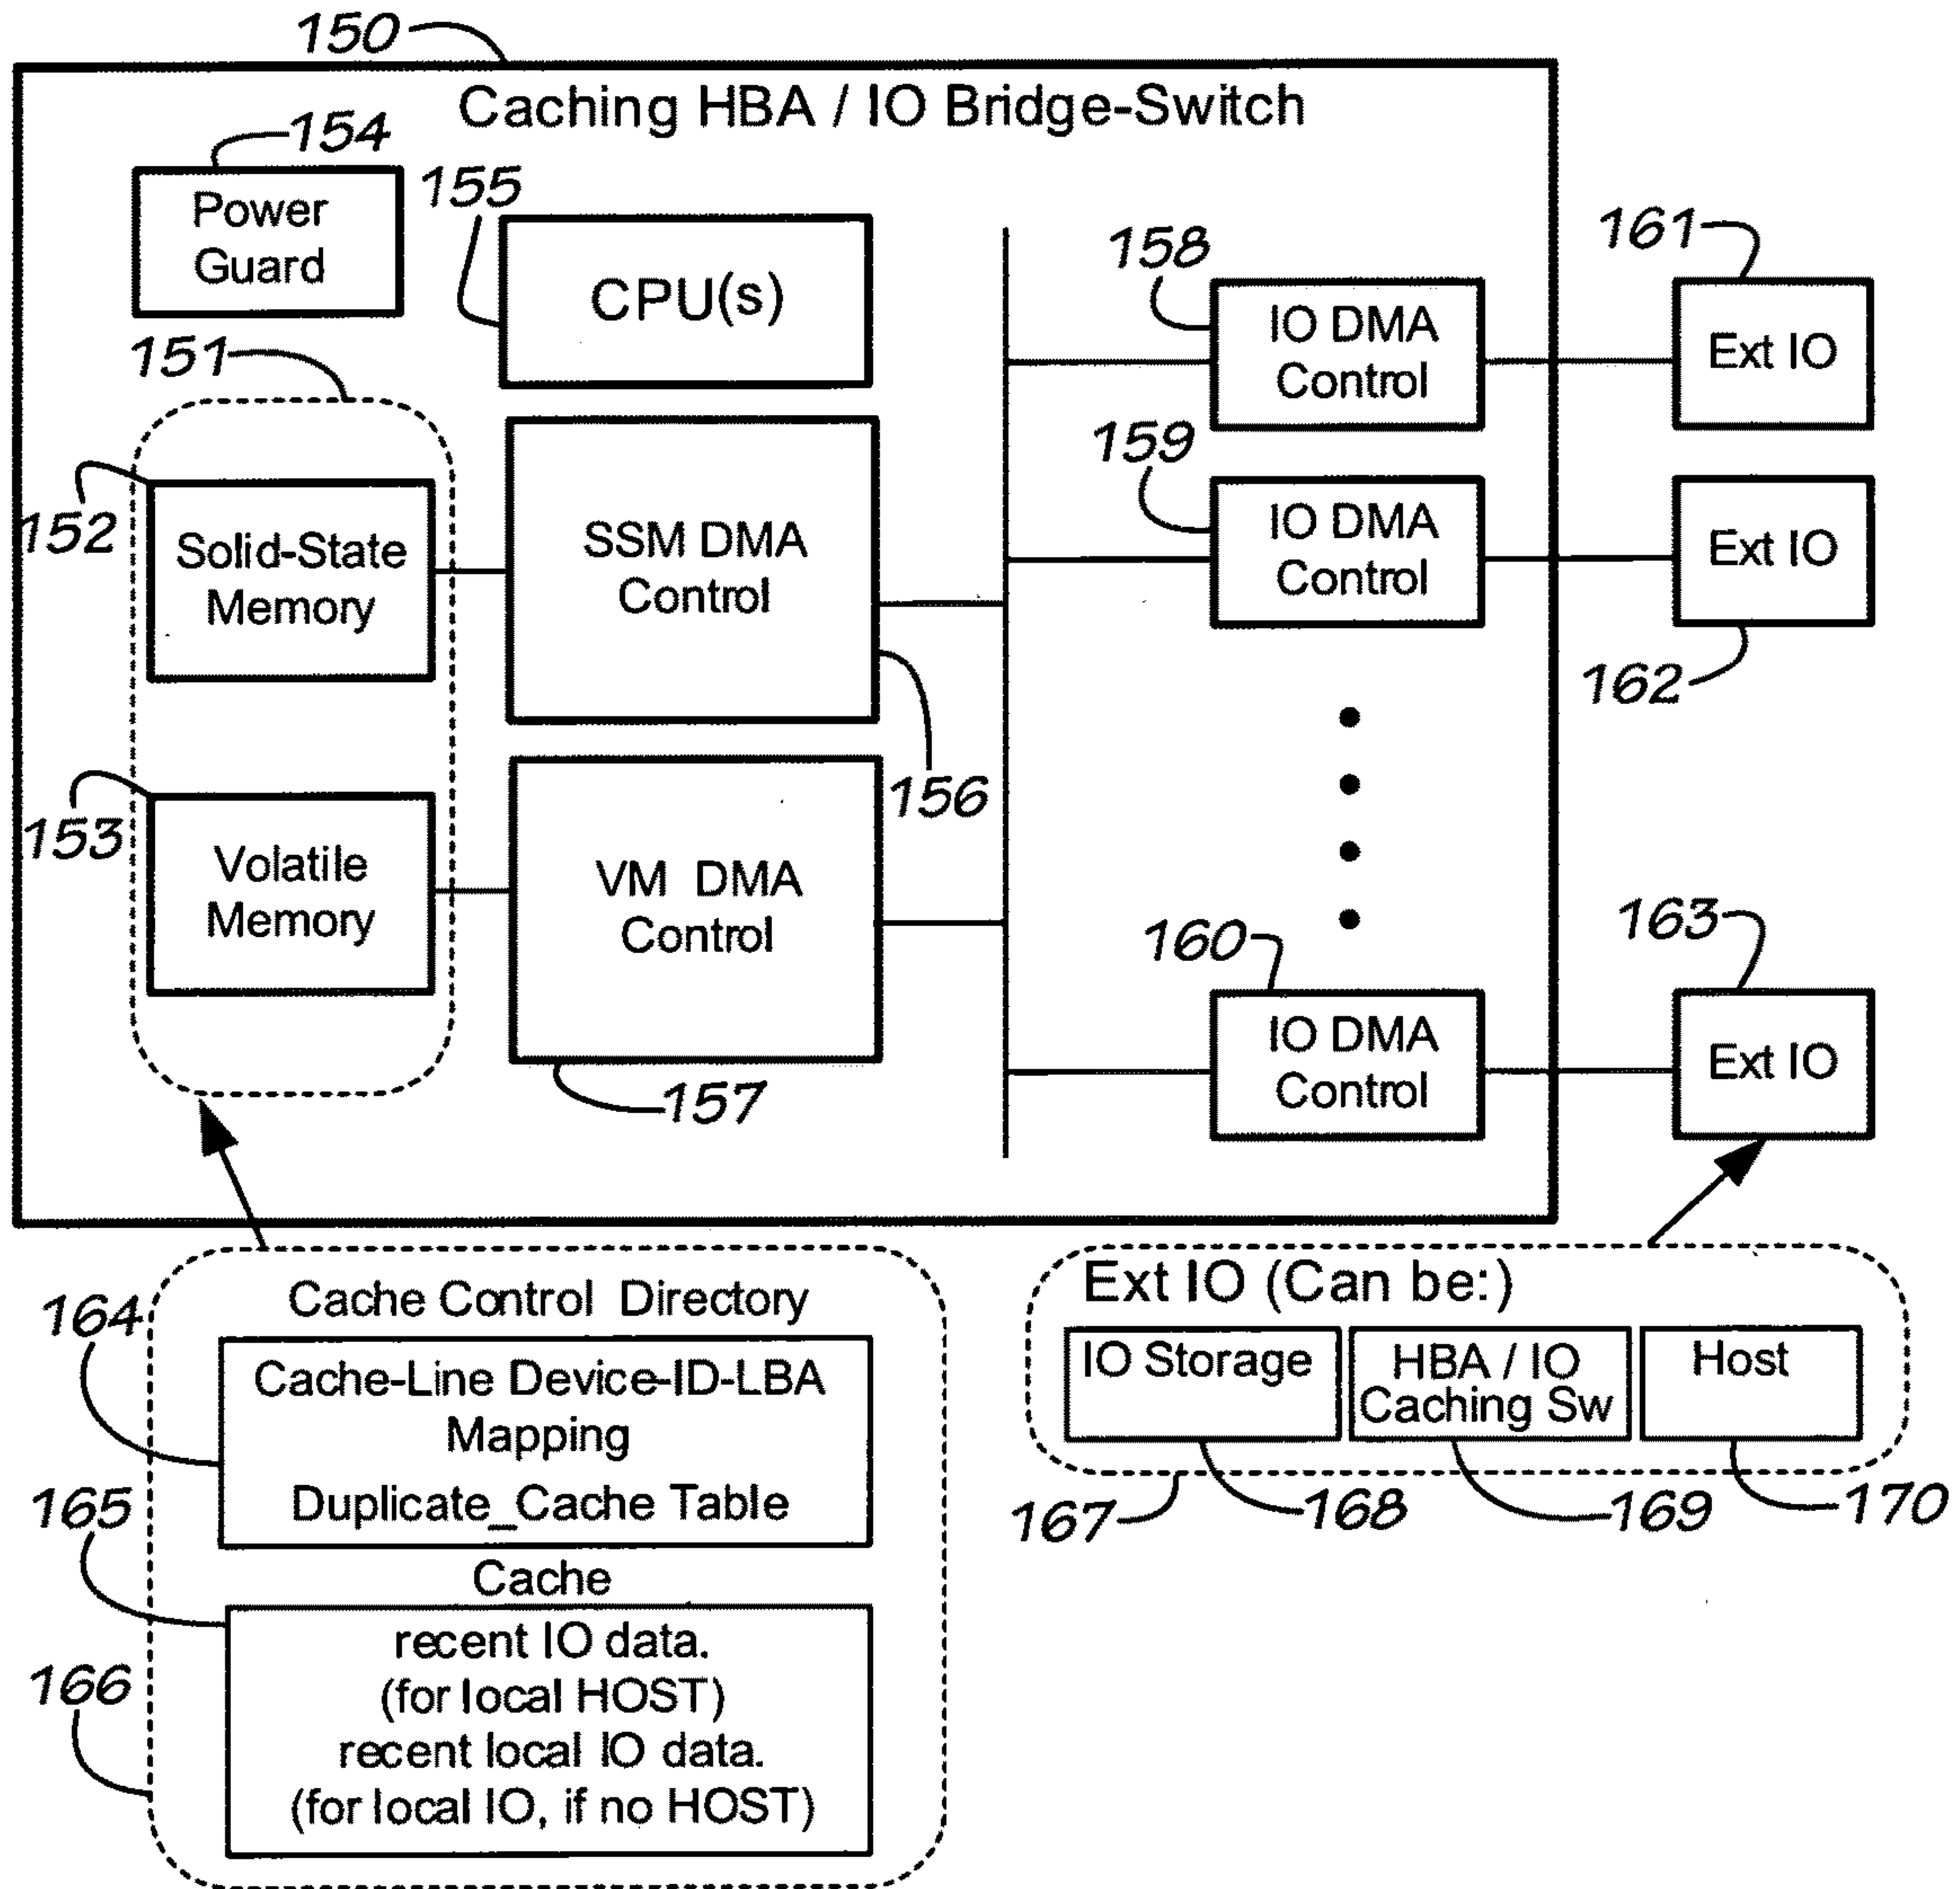 150
Caching HBA / IO Bridge-Switch
154
Power
Guard
155
CPU(s)
158
IO DMA
Control
161
Ext IO
151
152
Solid-State
Memory
SSM DMA
Control
156
159
IO DMA
Control
Ext IO
162
153
Volatile
Memory
VM DMA
Control
157
160
IO DMA
Control
163
Ext IO
164
Cache Control Directory
Cache-Line Device-ID-LBA
Mapping
Duplicate_Cache Table
165
Cache
166
recent IO data.
(for local HOST)
recent local IO data.
(for local IO, if no HOST)
Ext IO (Can be:)
IO Storage
HBA / IO
Caching Sw
Host
167
168
169
170